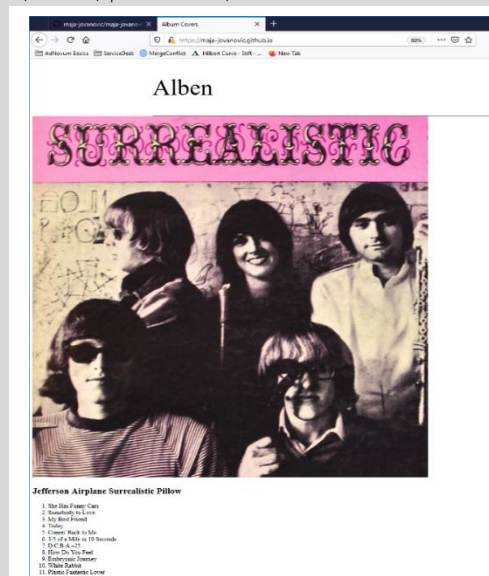 maja-jovanovic/maja-jovano
Album Covers
https://maja-jovanovic.github.io
AdNovum Basics
ServiceDesk
MergeConflict
Hilbert Curve - Drift - ...
New Tab
Alben
SURREALISTIC
Jefferson Airplane Surrealistic Pillow
1. She Has Funny Cars
2. Somebody to Love
3. My Best Friend
4. Today
5. Comin' Back to Me
6. 3/5 of a Mile in 10 Seconds
7. D.C.B.A.–25
8. How Do You Feel
9. Embryonic Journey
10. White Rabbit
11. Plastic Fantastic Lover